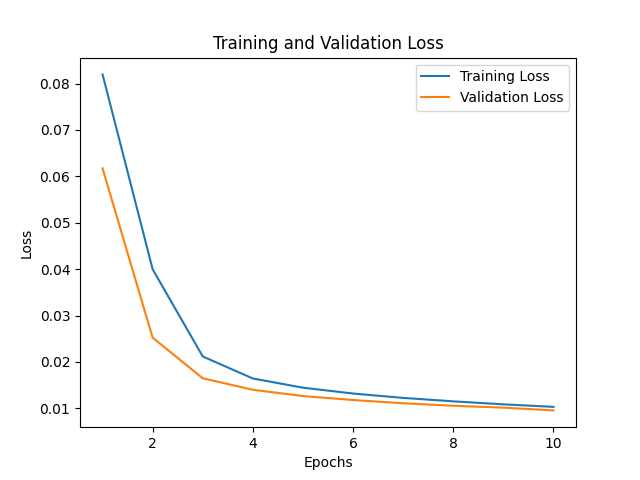 Training and Validation Loss
Training Loss
Validation Loss
0.08
0.07
0.06
0.05
0.04
0.03
0.02
0.01
Loss
2 4 6 8 10
Epochs